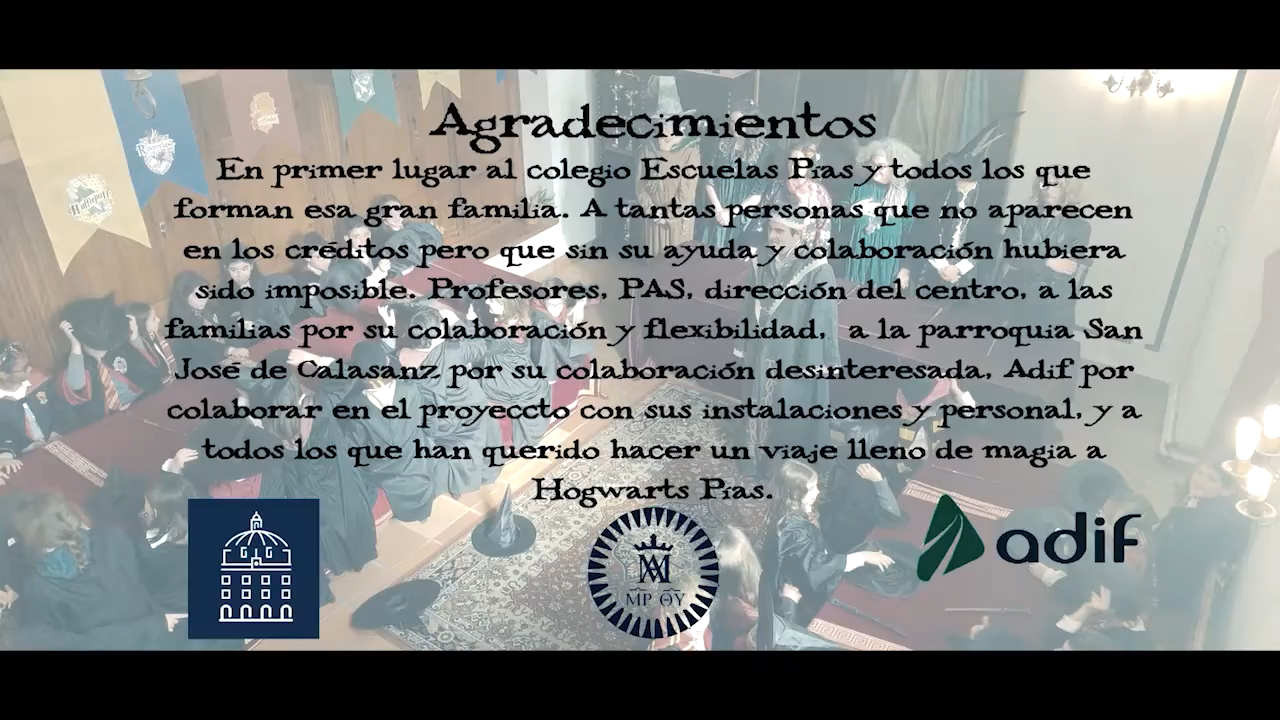 Agradecimientos
En primer lugar al colegio Escuelas Pías y todos los que
forman esa gran familia. A tantas personas que no aparecen
en los créditos pero que sin su ayuda y colaboración hubiera
sido imposible. Profesores, PAS, dirección del centro, a las
familias por su colaboración y flexibilidad, a la parroquia San
José de Calasanz por su colaboración desinteresada, Adif por
colaborar en el proyeccto con sus instalaciones y personal, y a
todos los que han querido hacer un viaje lleno de magia a
Hogwarts Pías.
MP ΘΥ
adif